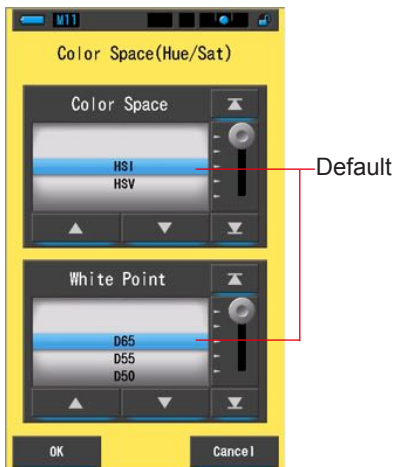 M11
Color Space(Hue/Sat)
Color Space
HSI
HSV
Default
White Point
D65
D55
D50
OK
Cancel